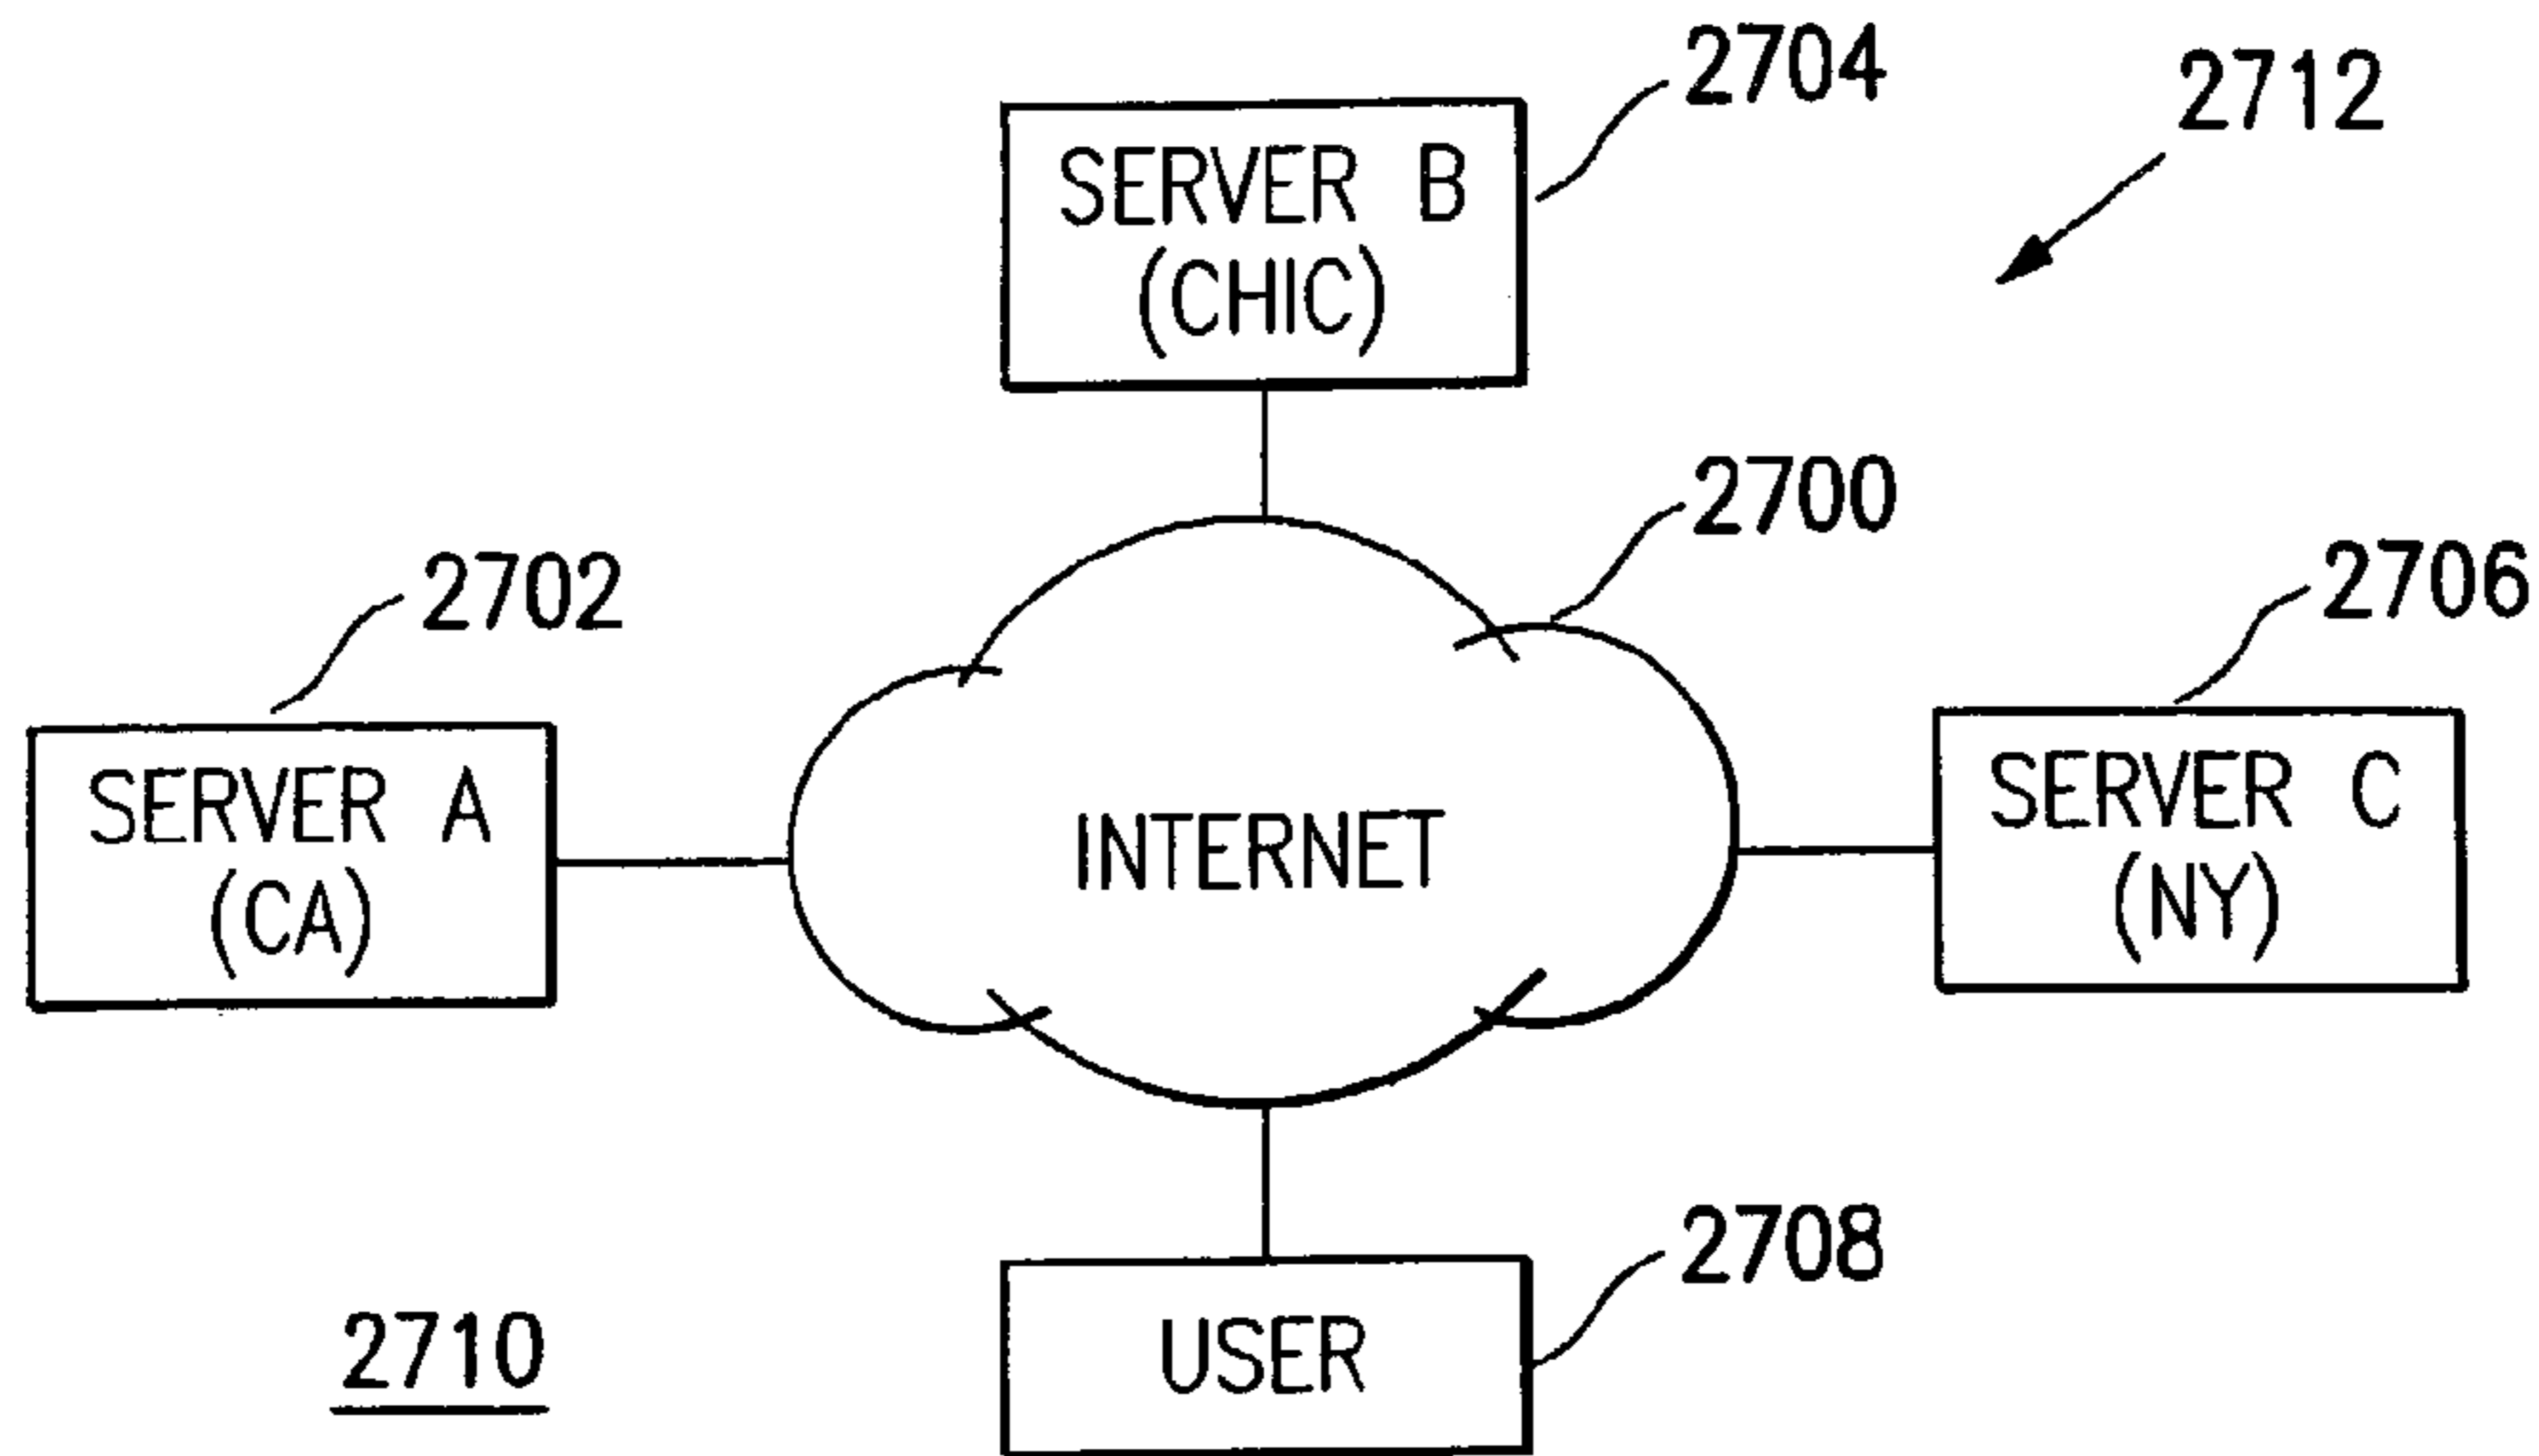 2704
2712
SERVER B
(CHIC)
2700
2702
2706
SERVER A
(CA)
INTERNET
SERVER C
(NY)
2708
USER
2710